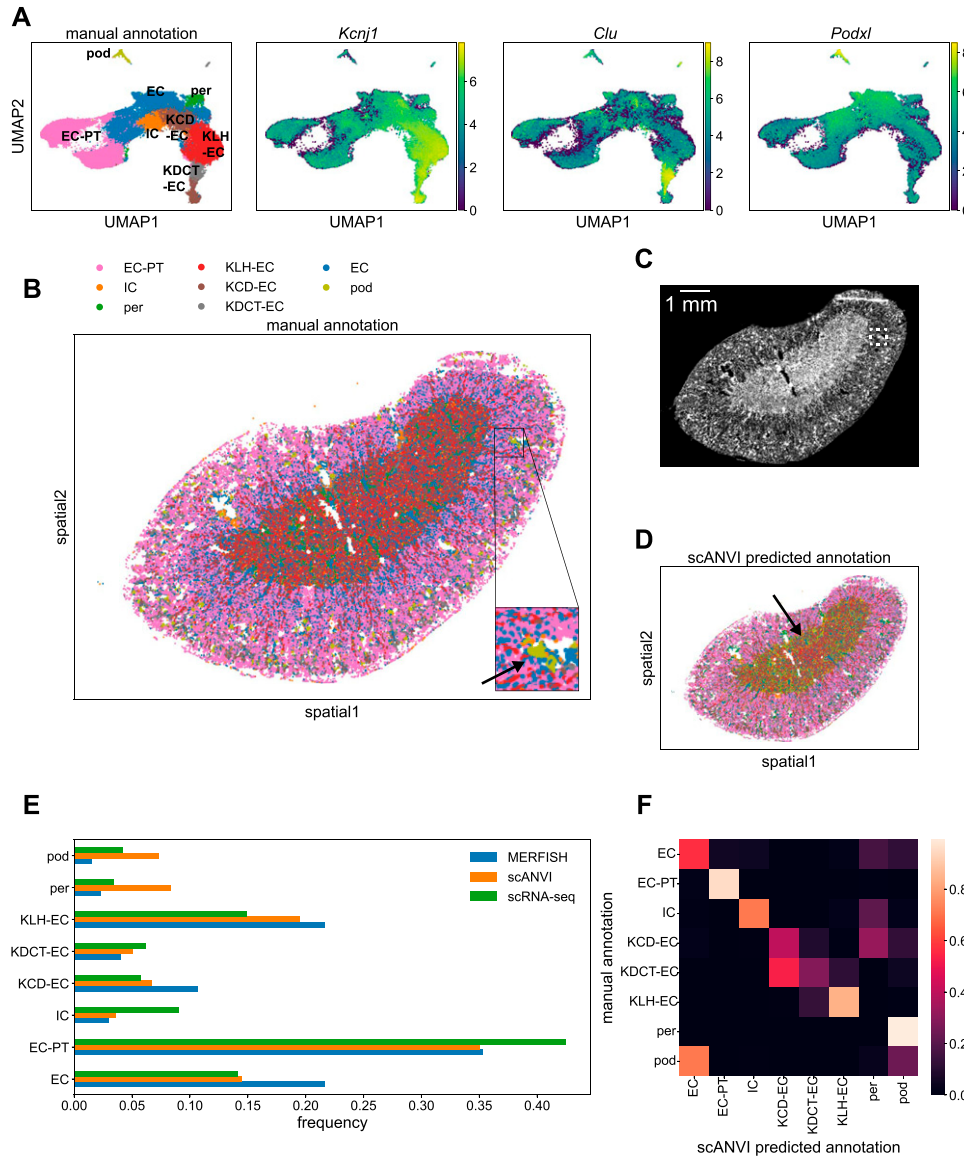 A
manual annotation
Kcnj1
Clu
Podxl
pod
EC
per
KCD
EC-PT
IC
-EC
KLH
-EC
KDCT
-EC
UMAP2
UMAP1
UMAP1
UMAP1
UMAP1
6
4
2
0
8
6
4
2
0
8
6
4
2
0
EC-PT
KLH-EC
EC
IC
KCD-EC
pod
per
KDCT-EC
B
manual annotation
spatial2
spatial1
C
1 mm
D
scANVI predicted annotation
spatial2
spatial1
E
pod
per
KLH-EC
KDCT-EC
KCD-EC
IC
EC-PT
EC
MERFISH
scANVI
scRNA-seq
0.00
0.05
0.10
0.15
0.20
0.25
0.30
0.35
0.40
frequency
F
manual annotation
EC
EC-PT
IC
KCD-EC
KDCT-EC
KLH-EC
per
pod
EC
EC-PT
IC
KCD-EC
KDCT-EC
KLH-EC
per
pod
scANVI predicted annotation
0.8
0.6
0.4
0.2
0.0